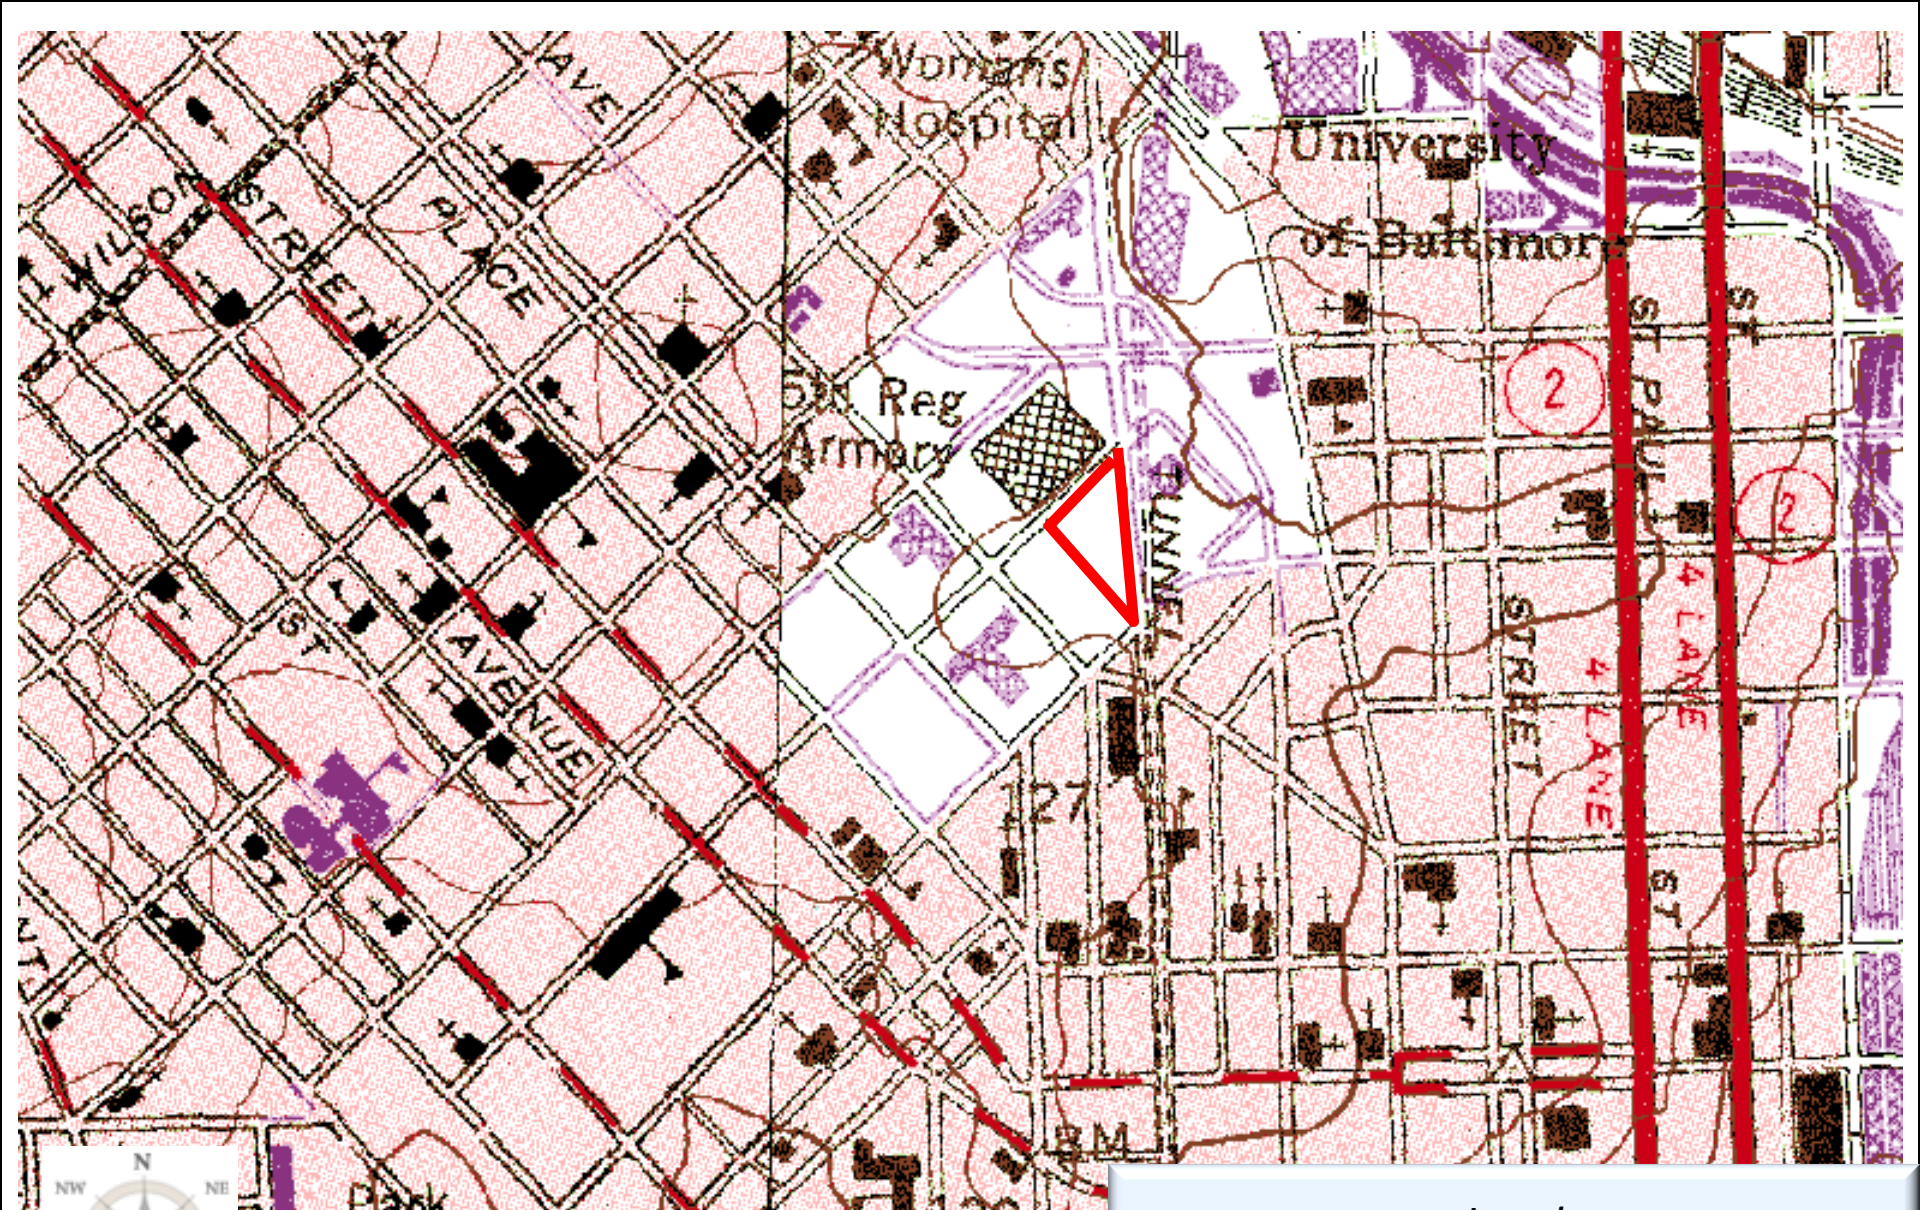 AVE
Womans
Hospital
University
of Baltimore
WILSON
STREET
PLACE
ST
ST
PAUL
2
5th Reg
Armory
2
TUNNEL
4 LANE
4 LANE
STREET
ST
AVENUE
127
ST
BM
N
NW
NE
Park